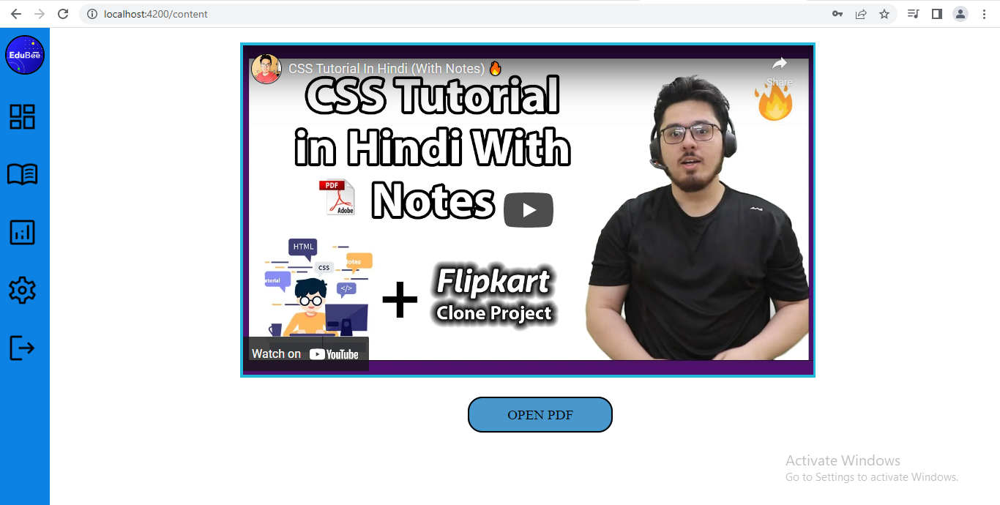 localhost:4200/content
EduBee
CSS Tutorial In Hindi (With Notes) 🔥
Share
CSS Tutorial
in Hindi With
PDF
Adobe
Notes
HTML
CSS
Notes
</>
+
Flipkart
Clone Project
Watch on YouTube
OPEN PDF
Activate Windows
Go to Settings to activate Windows.